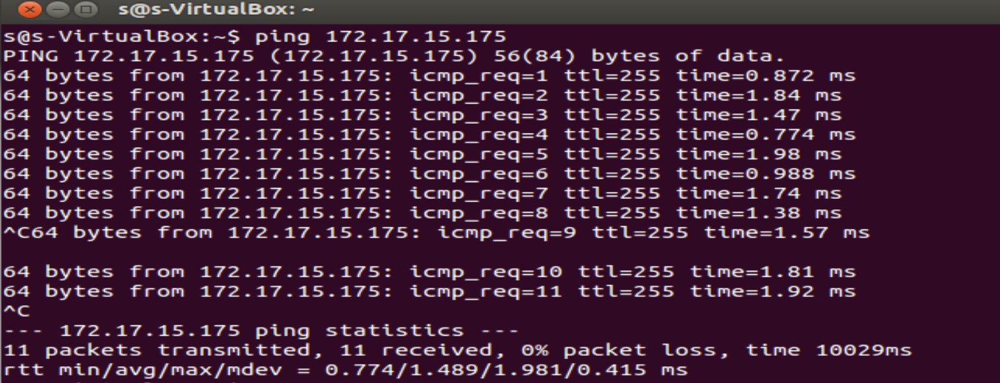 s@s-VirtualBox: ~
s@s-VirtualBox:~$ ping 172.17.15.175
PING 172.17.15.175 (172.17.15.175) 56(84) bytes of data.
64 bytes from 172.17.15.175: icmp_req=1 ttl=255 time=0.872 ms
64 bytes from 172.17.15.175: icmp_req=2 ttl=255 time=1.84 ms
64 bytes from 172.17.15.175: icmp_req=3 ttl=255 time=1.47 ms
64 bytes from 172.17.15.175: icmp_req=4 ttl=255 time=0.774 ms
64 bytes from 172.17.15.175: icmp_req=5 ttl=255 time=1.98 ms
64 bytes from 172.17.15.175: icmp_req=6 ttl=255 time=0.988 ms
64 bytes from 172.17.15.175: icmp_req=7 ttl=255 time=1.74 ms
64 bytes from 172.17.15.175: icmp_req=8 ttl=255 time=1.38 ms
^C64 bytes from 172.17.15.175: icmp_req=9 ttl=255 time=1.57 ms
64 bytes from 172.17.15.175: icmp_req=10 ttl=255 time=1.81 ms
64 bytes from 172.17.15.175: icmp_req=11 ttl=255 time=1.92 ms
^C
--- 172.17.15.175 ping statistics ---
11 packets transmitted, 11 received, 0% packet loss, time 10029ms
rtt min/avg/max/mdev = 0.774/1.489/1.981/0.415 ms